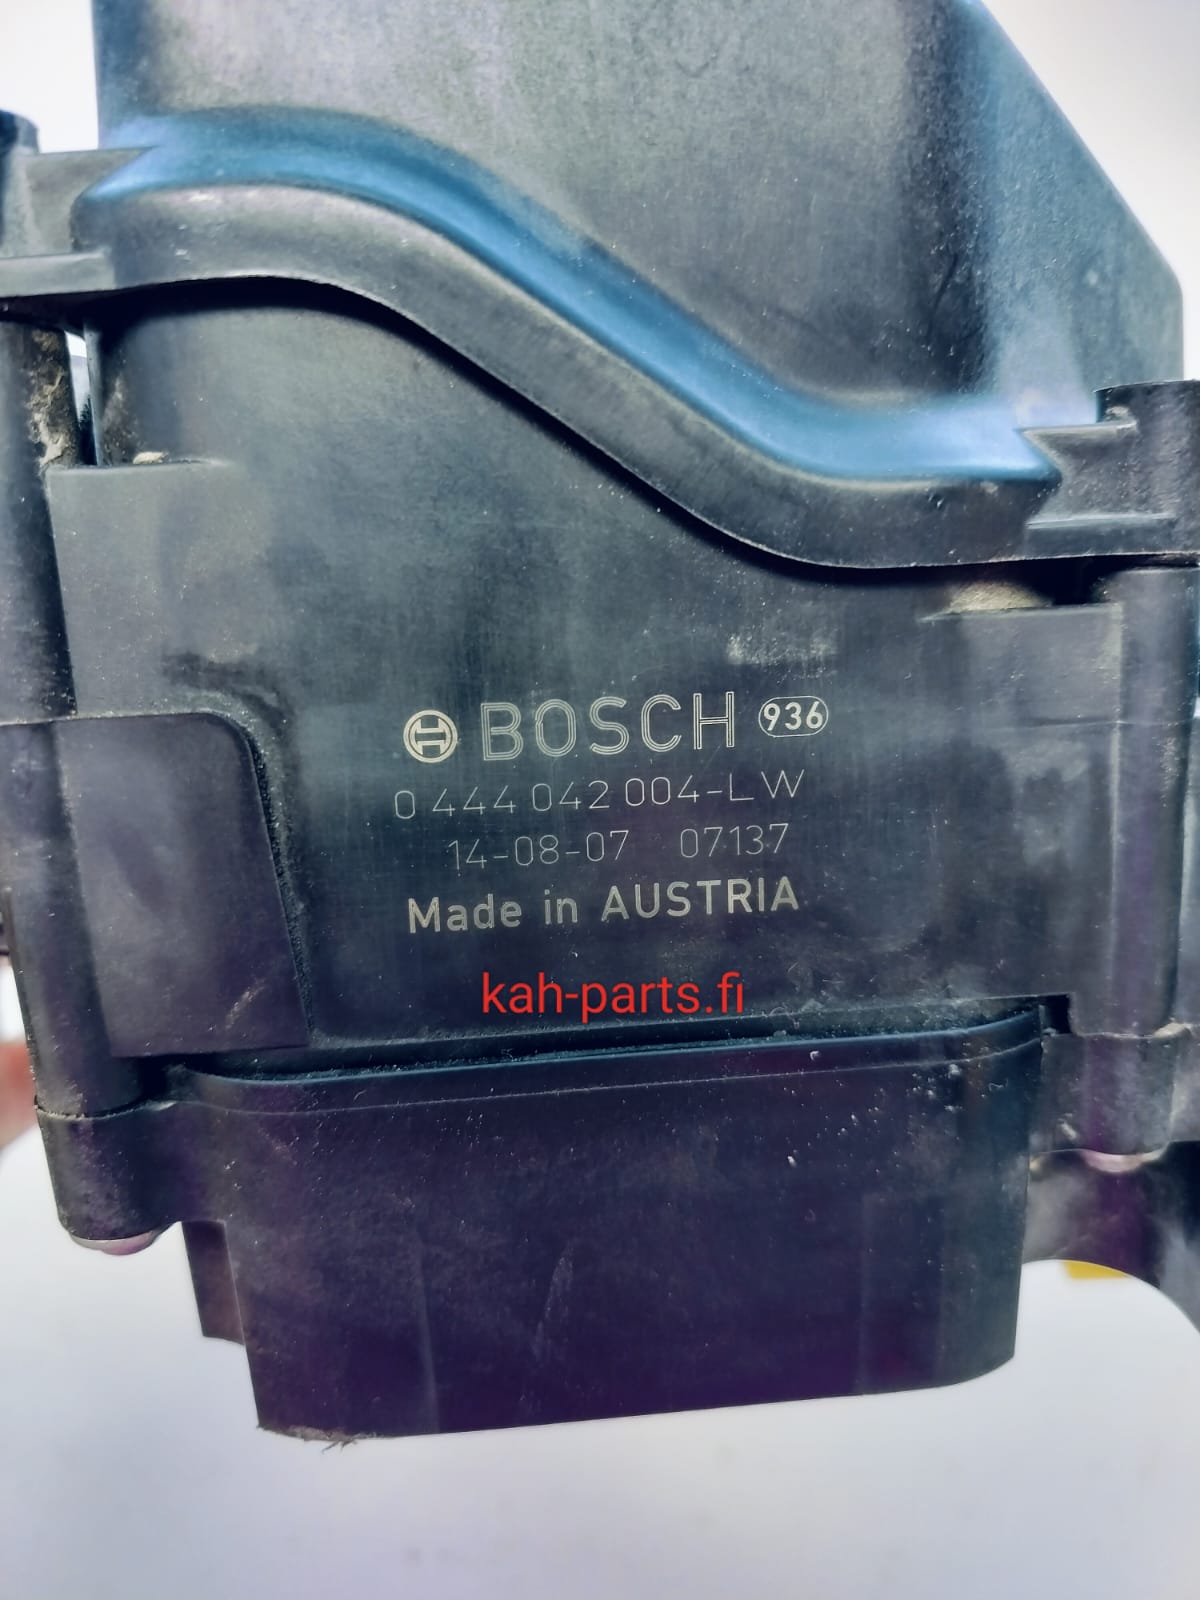 BOSCH 936
0 444 042 004-LW
14-08-07 07137
Made in AUSTRIA
kah-parts.fi